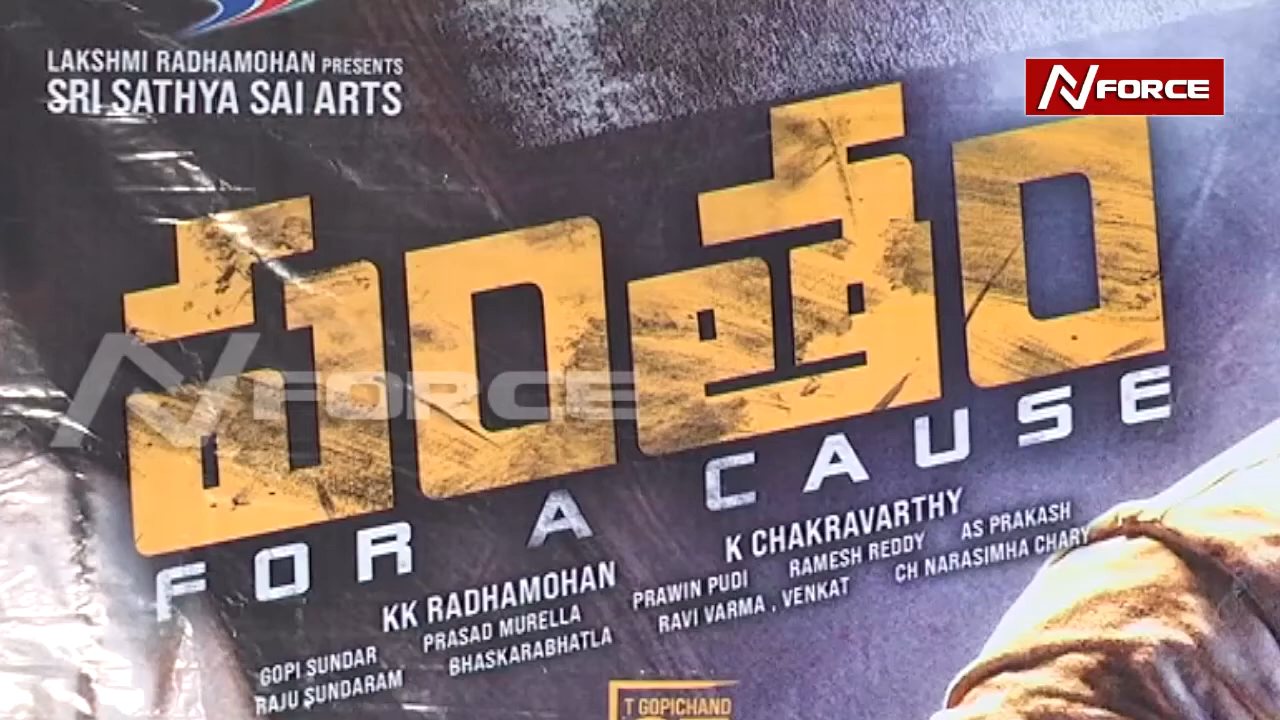 LAKSHMI RADHAMOHAN PRESENTS
SRI SATHYA SAI ARTS
N FORCE
పంతం
N FORCE
FOR A CAUSE
KK RADHAMOHAN K CHAKRAVARTHY
GOPI SUNDAR PRASAD MURELLA PRAWIN PUDI RAMESH REDDY AS PRAKASH
RAJU SUNDARAM BHASKARABHATLA RAVI VARMA , VENKAT CH NARASIMHA CHARY
T GOPICHAND